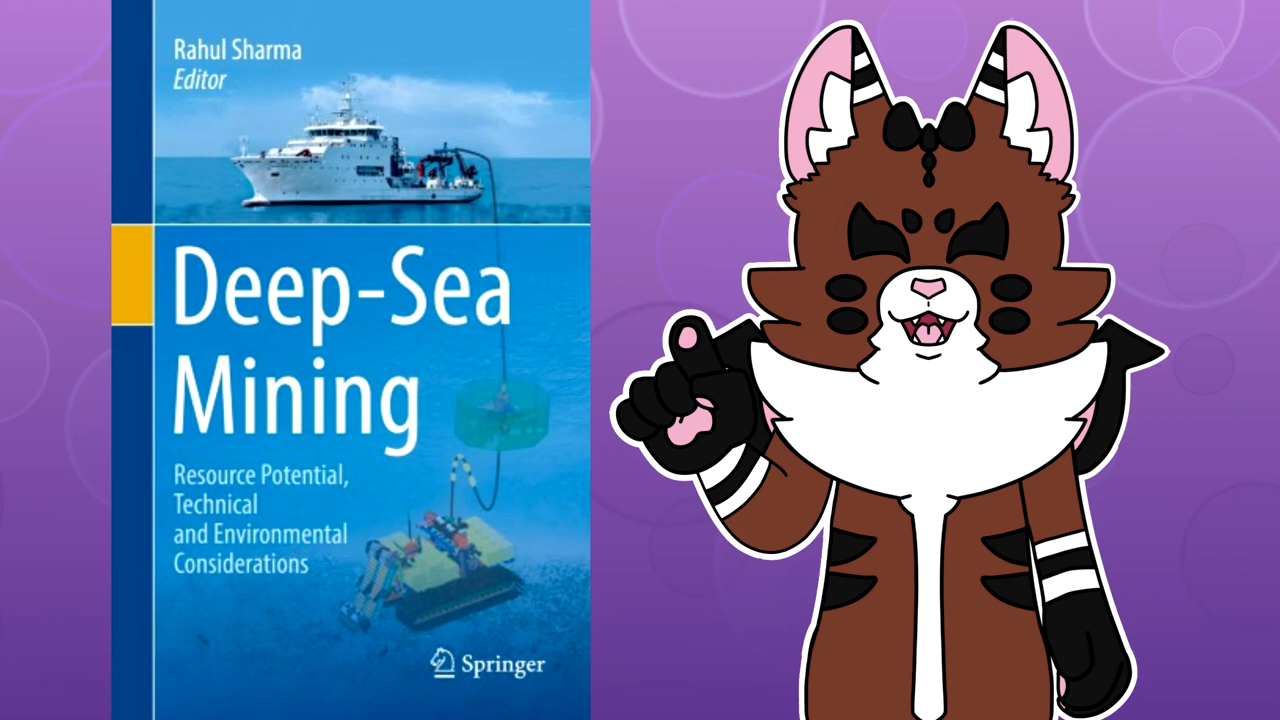 Rahul Sharma
Editor
Deep-Sea
Mining
Resource Potential,
Technical
and Environmental
Considerations
Springer